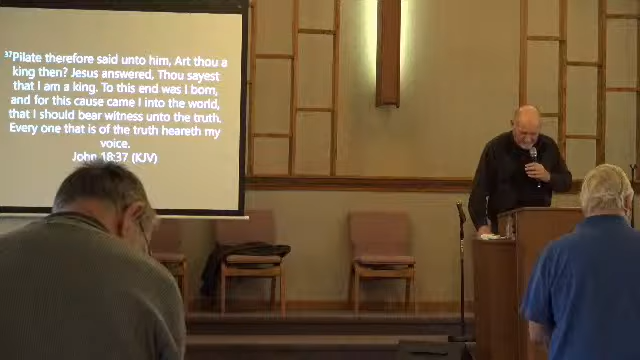 ³⁷Pilate therefore said unto him, Art thou a
king then? Jesus answered, Thou sayest
that I am a king. To this end was I born,
and for this cause came I into the world,
that I should bear witness unto the truth.
Every one that is of the truth heareth my
voice.
John 18:37 (KJV)